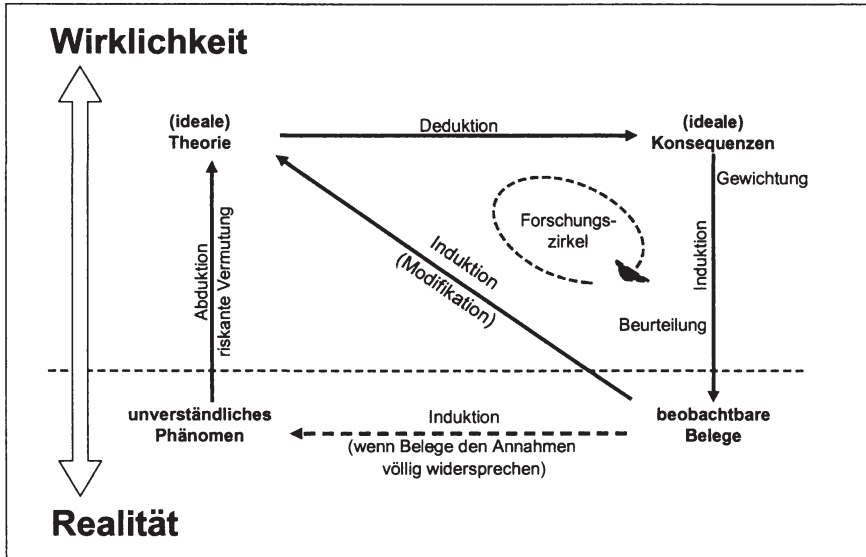 Wirklichkeit
(ideale)
Theorie
Deduktion
(ideale)
Konsequenzen
Gewichtung
Forschungs-
zirkel
Abduktion
riskante Vermutung
Induktion
(Modifikation)
Induktion
Beurteilung
unverständliches
Phänomen
Induktion
(wenn Belege den Annahmen
völlig widersprechen)
beobachtbare
Belege
Realität